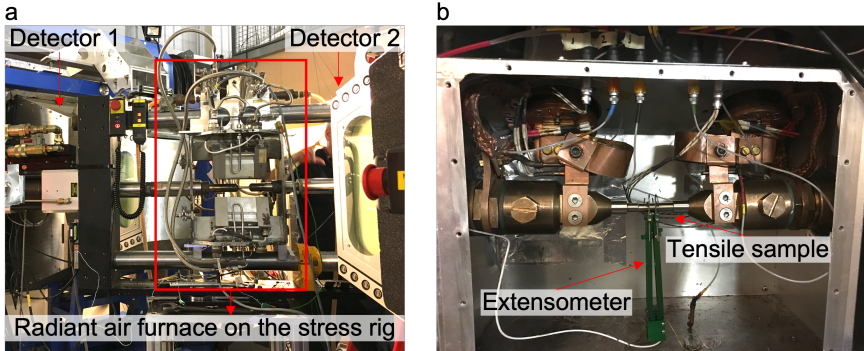 a
Detector 1
Detector 2
Radiant air furnace on the stress rig
b
Tensile sample
Extensometer